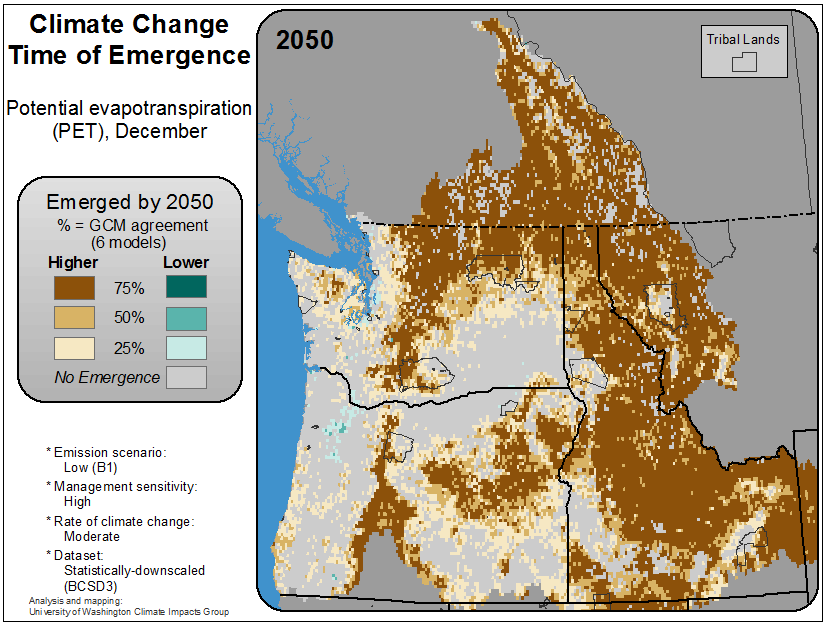 Climate Change
Time of Emergence
Potential evapotranspiration
(PET), December
Emerged by 2050
% = GCM agreement
(6 models)
Higher Lower
75%
50%
25%
No Emergence
* Emission scenario:
Low (B1)
* Management sensitivity:
High
* Rate of climate change:
Moderate
* Dataset:
Statistically-downscaled
(BCSD3)
Analysis and mapping:
University of Washington Climate Impacts Group
2050
Tribal Lands